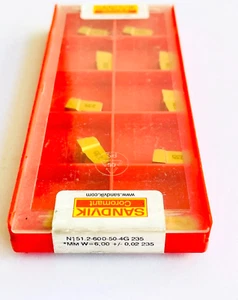 SANDVIK
Coromant
www.sandvik.com
N151.2-600-50-4G 235
*MM W=6,00 +/- 0,02 235